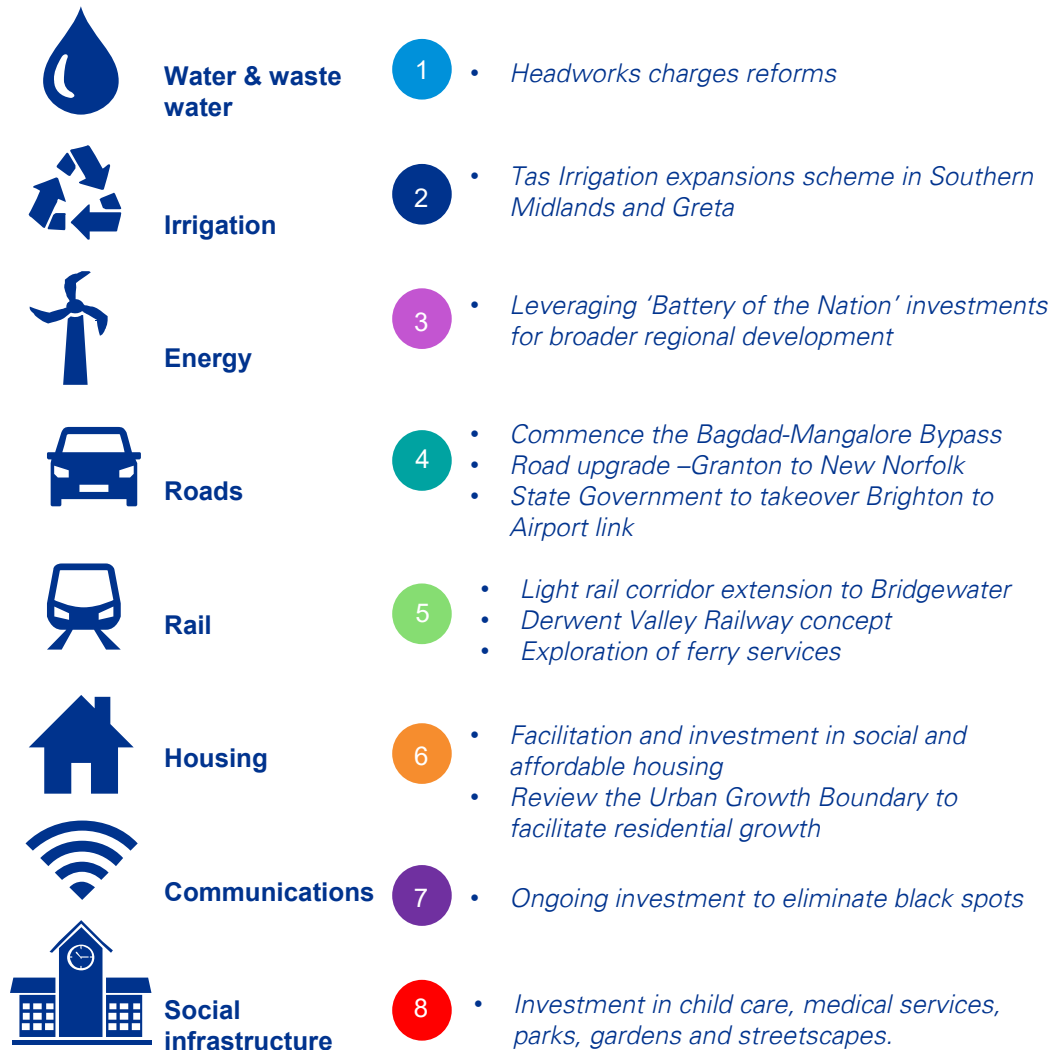 Water & waste
water
1
• Headworks charges reforms
Irrigation
2
• Tas Irrigation expansions scheme in Southern
Midlands and Greta
Energy
3
• Leveraging ‘Battery of the Nation’ investments
for broader regional development
Roads
4
• Commence the Bagdad-Mangalore Bypass
• Road upgrade –Granton to New Norfolk
• State Government to takeover Brighton to
Airport link
Rail
5
• Light rail corridor extension to Bridgewater
• Derwent Valley Railway concept
• Exploration of ferry services
Housing
6
• Facilitation and investment in social and
affordable housing
• Review the Urban Growth Boundary to
facilitate residential growth
Communications
7
• Ongoing investment to eliminate black spots
Social
infrastructure
8
• Investment in child care, medical services,
parks, gardens and streetscapes.